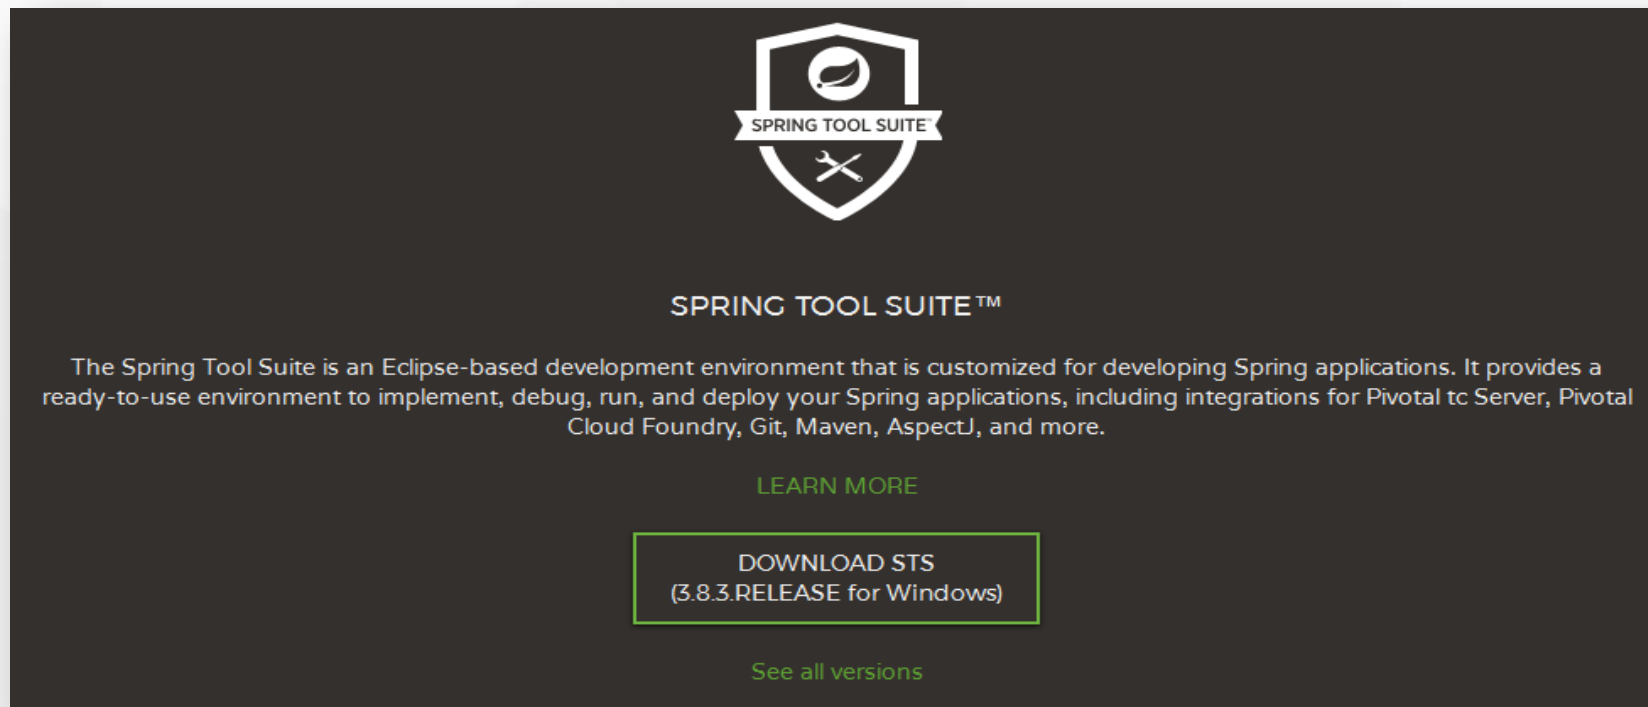 SPRING TOOL SUITE™
SPRING TOOL SUITE™
The Spring Tool Suite is an Eclipse-based development environment that is customized for developing Spring applications. It provides a
ready-to-use environment to implement, debug, run, and deploy your Spring applications, including integrations for Pivotal tc Server, Pivotal
Cloud Foundry, Git, Maven, AspectJ, and more.
LEARN MORE
DOWNLOAD STS
(3.8.3.RELEASE for Windows)
See all versions